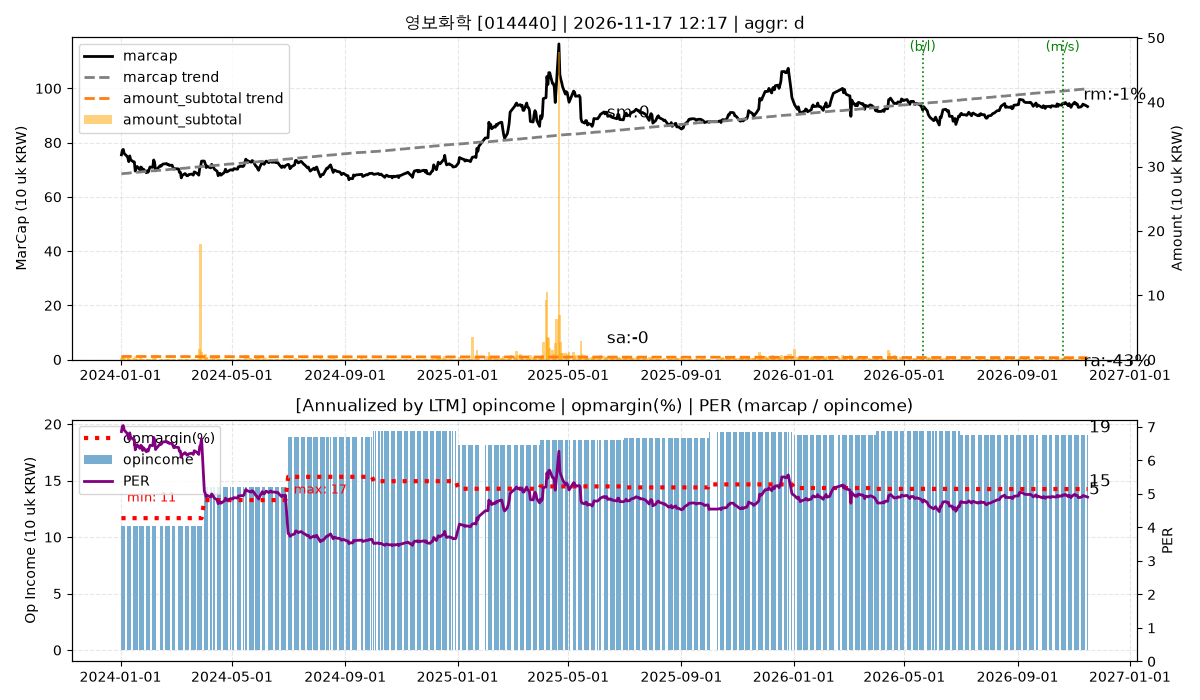 영보화학 [014440] | 2026-11-17 12:17 | aggr: d
marcap
marcap trend
amount_subtotal trend
amount_subtotal
(b/l)
(m/s)
rm:-1%
sm:0
sa:-0
ra:-43%
MarCap (10 uk KRW)
100
80
60
40
20
0
Amount (10 uk KRW)
50
40
30
20
10
0
2024-01-01 2024-05-01 2024-09-01 2025-01-01 2025-05-01 2025-09-01 2026-01-01 2026-05-01 2026-09-01 2027-01-01
[Annualized by LTM] opincome | opmargin(%) | PER (marcap / opincome)
opmargin(%)
opincome
PER
min: 11
max: 17
19
15
5
Op Income (10 uk KRW)
20
15
10
5
0
PER
7
6
5
4
3
2
1
0
2024-01-01 2024-05-01 2024-09-01 2025-01-01 2025-05-01 2025-09-01 2026-01-01 2026-05-01 2026-09-01 2027-01-01